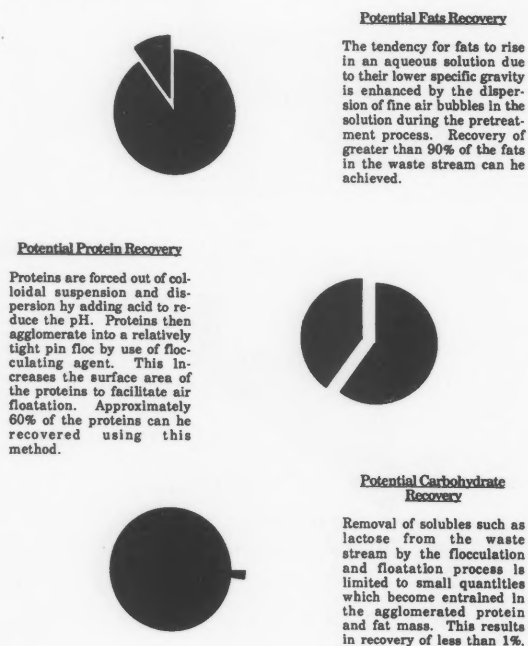 Potential Fats Recovery
The tendency for fats to rise
in an aqueous solution due
to their lower specific gravity
is enhanced by the disper-
sion of fine air bubbles in the
solution during the pretreat-
ment process. Recovery of
greater than 90% of the fats
in the waste stream can be
achieved.
Potential Protein Recovery
Proteins are forced out of col-
loidal suspension and dis-
persion by adding acid to re-
duce the pH. Proteins then
agglomerate into a relatively
tight pin floc by use of floc-
culating agent. This in-
creases the surface area of
the proteins to facilitate air
floatation. Approximately
60% of the proteins can be
recovered using this
method.
Potential Carbohydrate
Recovery
Removal of solubles such as
lactose from the waste
stream by the flocculation
and floatation process is
limited to small quantities
which become entrained in
the agglomerated protein
and fat mass. This results
in recovery of less than 1%.